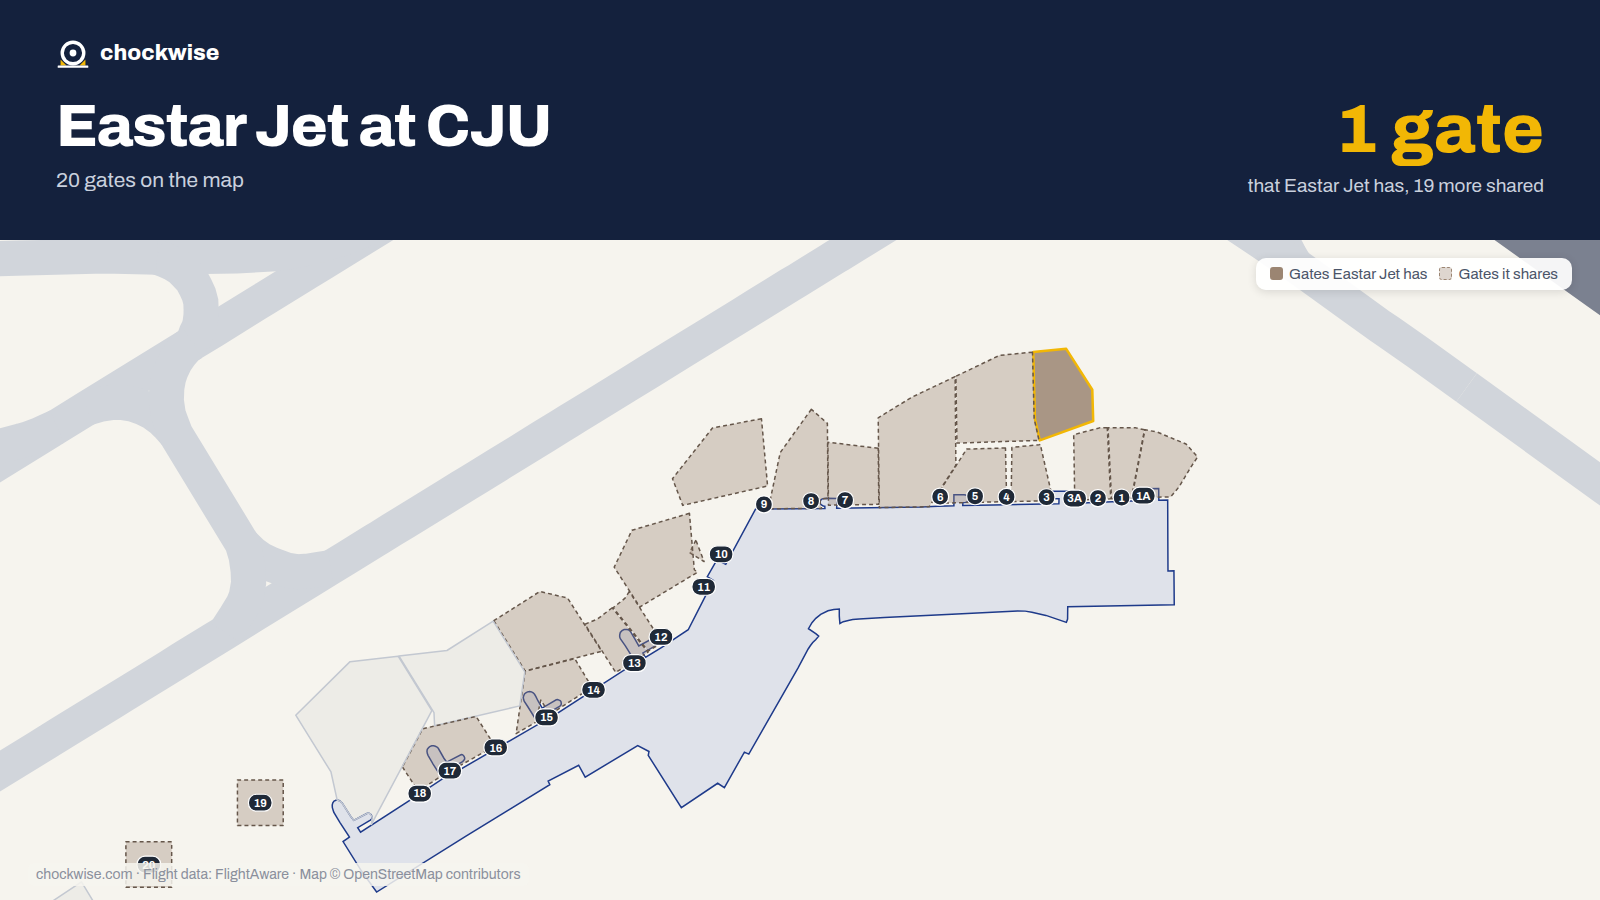 chockwise
Eastar Jet at CJU
20 gates on the map
1 gate
that Eastar Jet has, 19 more shared
Gates Eastar Jet has
Gates it shares
9
8
7
6
5
4
3
3A
2
1
1A
10
11
12
13
14
15
16
17
18
19
20
chockwise.com · Flight data: FlightAware · Map © OpenStreetMap contributors